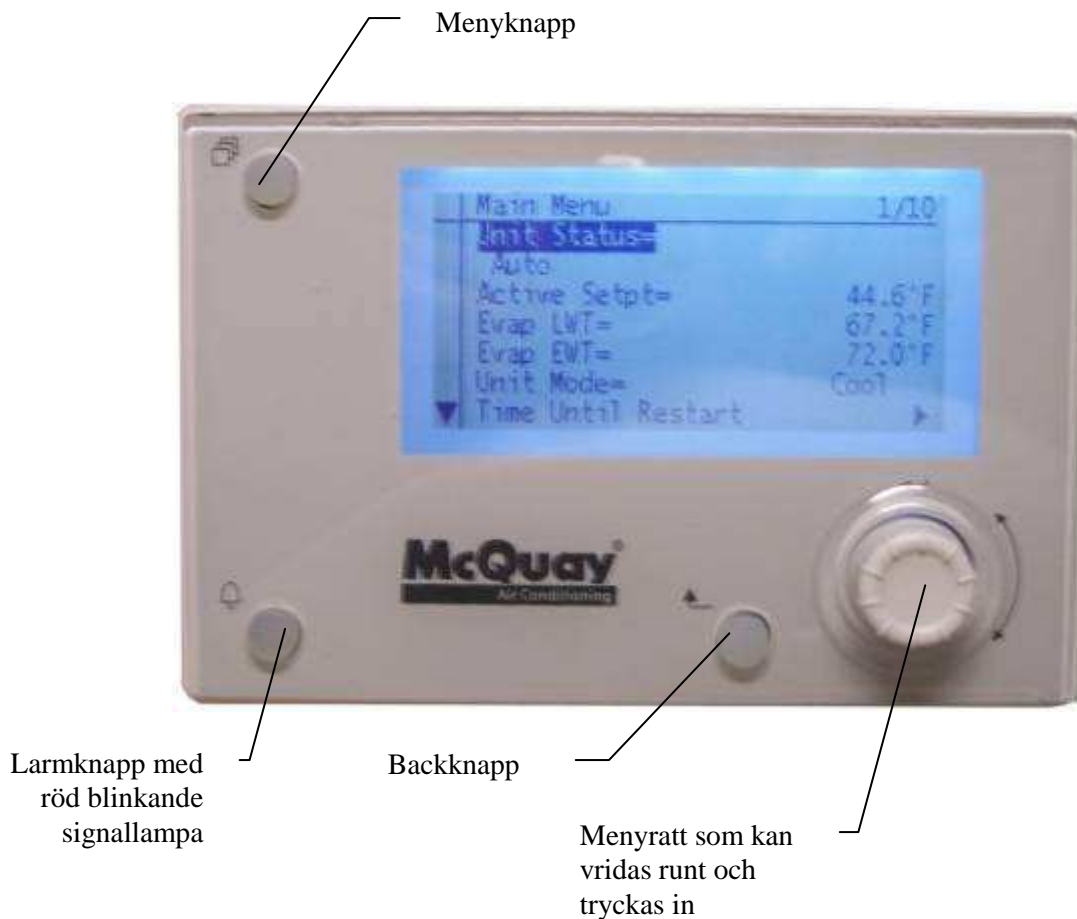 Menyknapp
Main Menu 1/10
Unit Status=
Auto
Active Setpt= 44.6°F
Evap LWT= 67.2°F
Evap EWT= 72.0°F
Unit Mode= Cool
Time Until Restart
McQuay®
Air Conditioning
Larmknapp med
röd blinkande
signallampa
Backknapp
Menyratt som kan
vridas runt och
tryckas in